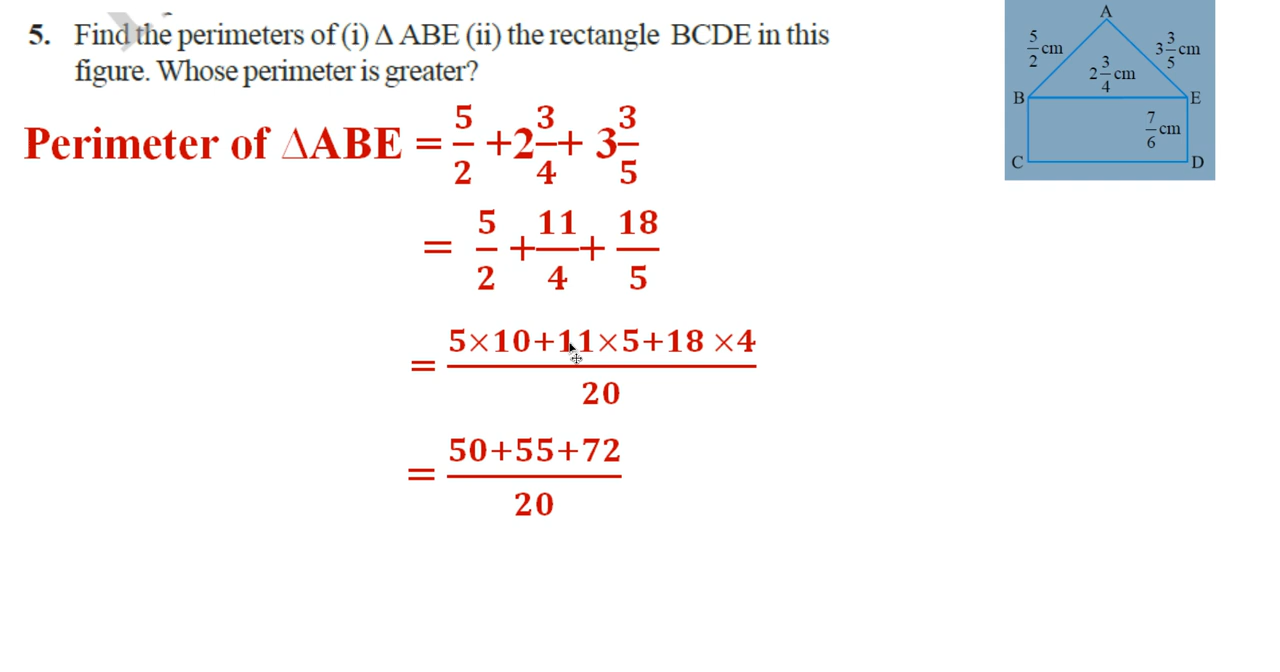 5. Find the perimeters of (i) Δ ABE (ii) the rectangle BCDE in this
figure. Whose perimeter is greater?
Perimeter of ΔABE = 5/2 +2 3/4 + 3 3/5
= 5/2 + 11/4 + 18/5
= 5×10+11×5+18 ×4 / 20
= 50+55+72 / 20
A
5/2 cm
3 3/5 cm
2 3/4 cm
B
E
7/6 cm
C
D